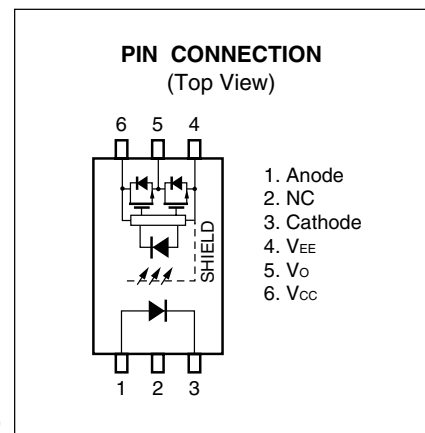 PIN CONNECTION
(Top View)
6 5 4
SHIELD
1 2 3
1. Anode
2. NC
3. Cathode
4. VEE
5. VO
6. VCC